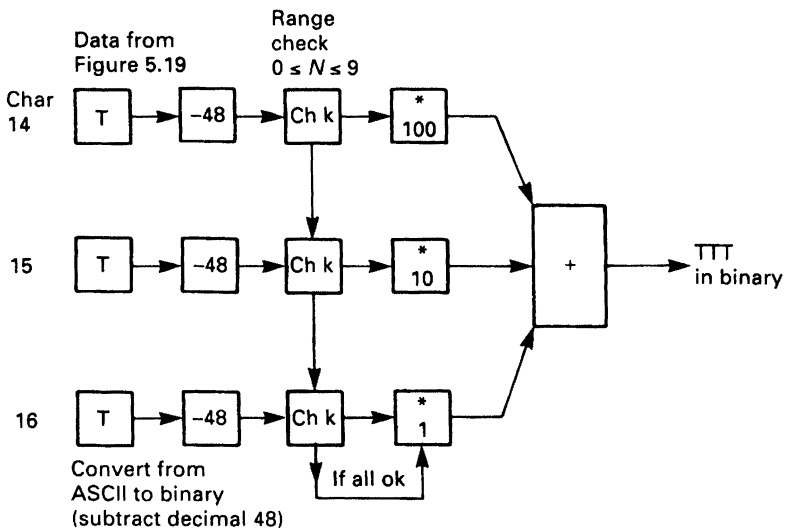 Data from
Figure 5.19
Range
check
0 ≤ N ≤ 9
Char
14
T
-48
Ch k
*
100
15
T
-48
Ch k
*
10
+
TTT
in binary
16
T
-48
Ch k
*
1
If all ok
Convert from
ASCII to binary
(subtract decimal 48)